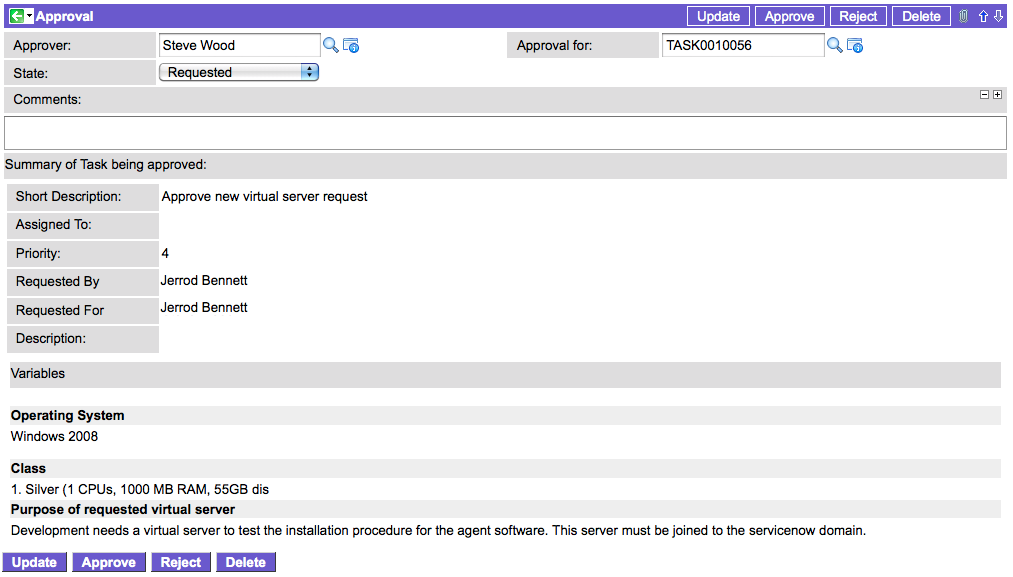 Approval Update Approve Reject Delete
Approver: Steve Wood Approval for: TASK0010056
State: Requested
Comments:
Summary of Task being approved:
Short Description: Approve new virtual server request
Assigned To:
Priority: 4
Requested By Jerrod Bennett
Requested For Jerrod Bennett
Description:
Variables
Operating System
Windows 2008
Class
1. Silver (1 CPUs, 1000 MB RAM, 55GB dis
Purpose of requested virtual server
Development needs a virtual server to test the installation procedure for the agent software. This server must be joined to the servicenow domain.
Update Approve Reject Delete